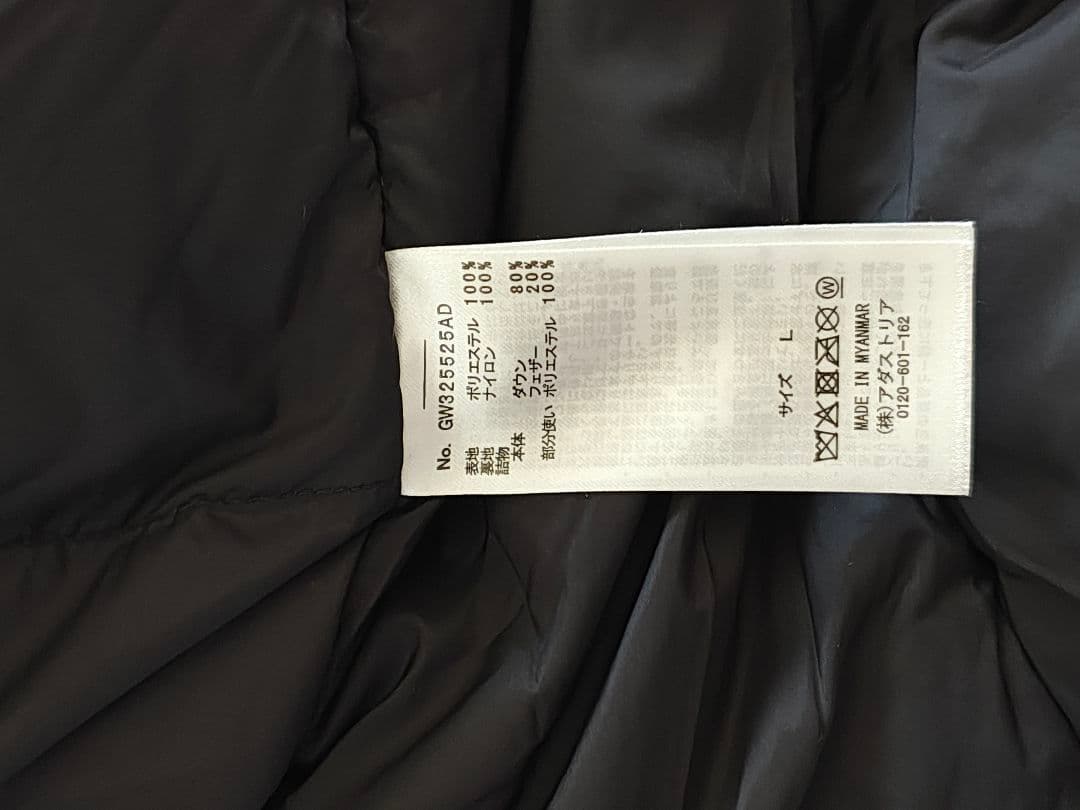 No. GW325525AD
表地 ポリエステル 100%
裏地 ナイロン 100%
詰物
本体 ダウン 80%
フェザー 20%
部分使い ポリエステル 100%
サイズ L
W
MADE IN MYANMAR
(株)アダストリア
0120-601-162